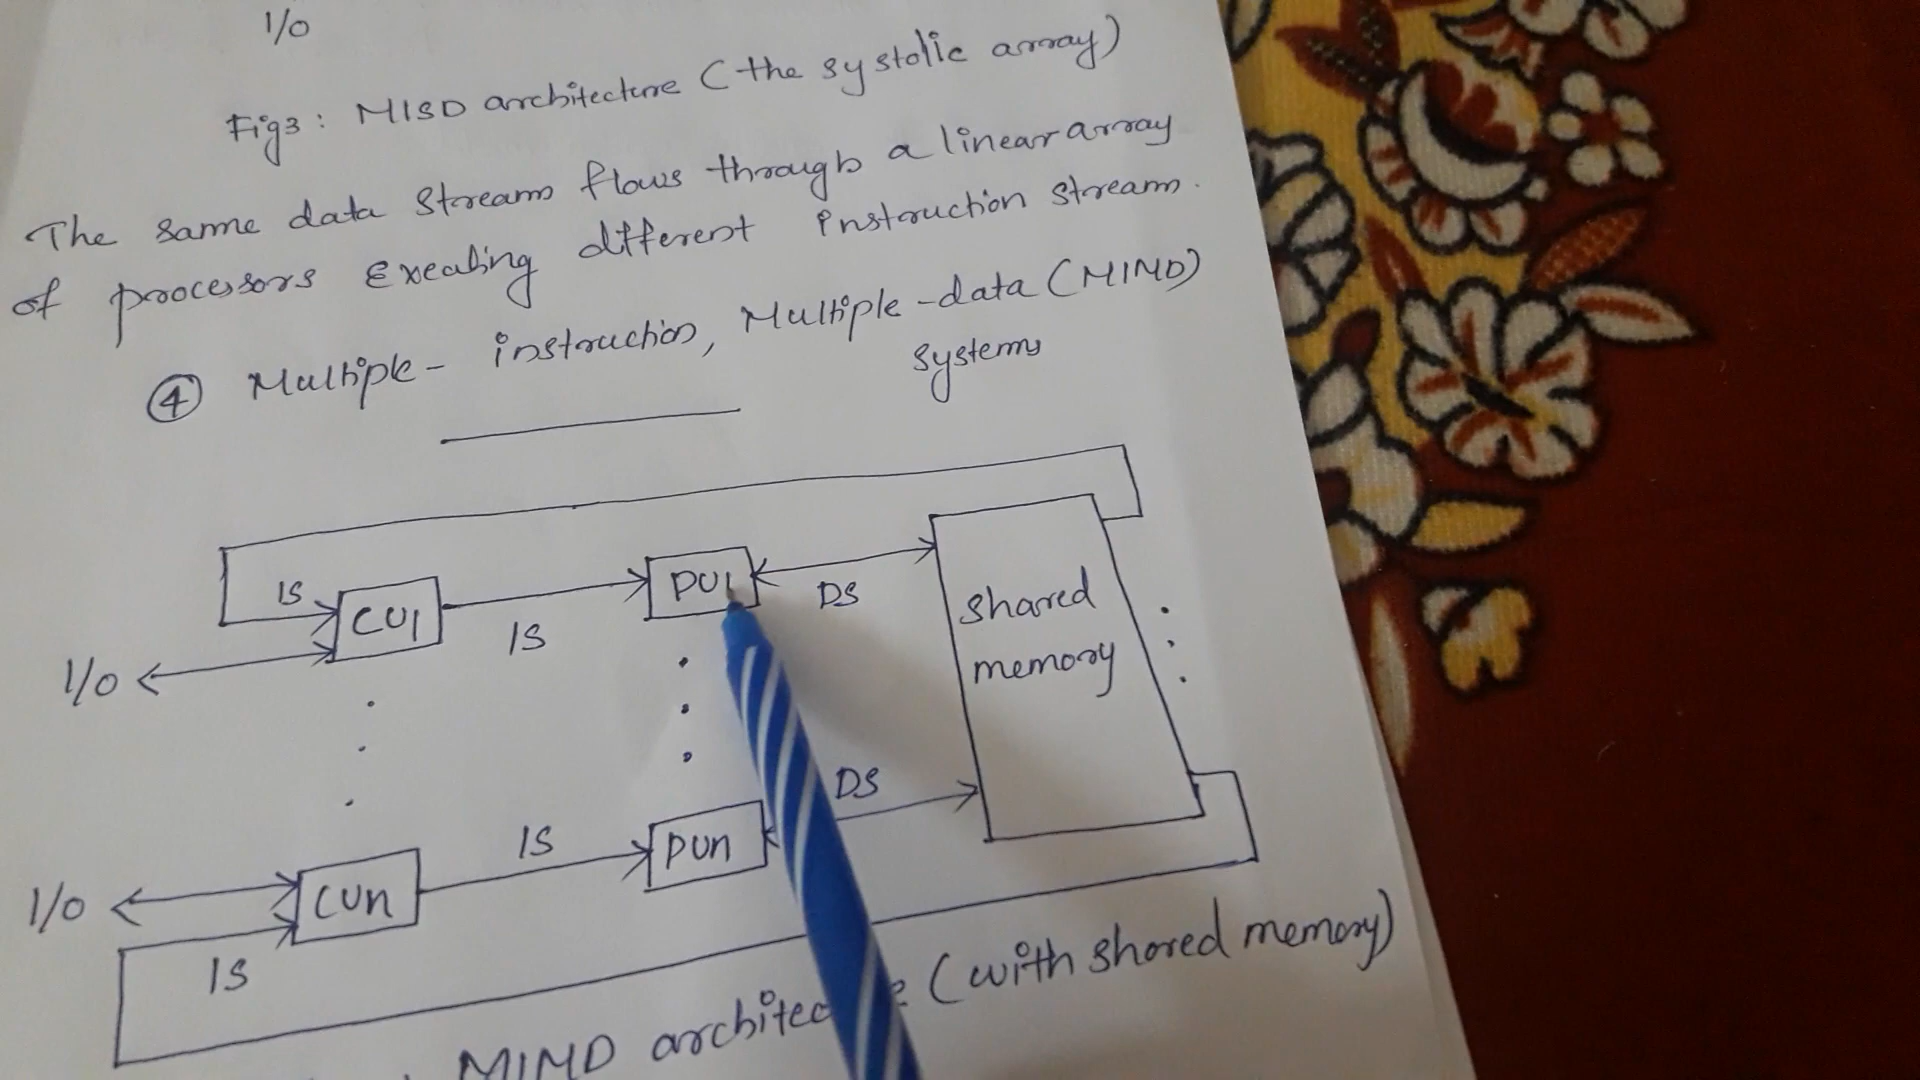 I/O
Fig3: MISD architecture (the systolic array)
The same data stream flows through a linear array
of processors Executing different instruction stream.
④ Multiple- instruction, Multiple-data (MIMD)
systems
IS
CU1
IS
PU1
DS
shared
memory
I/O
I/O
CUn
IS
PUn
DS
IS
MIMD architec (with shared memory)